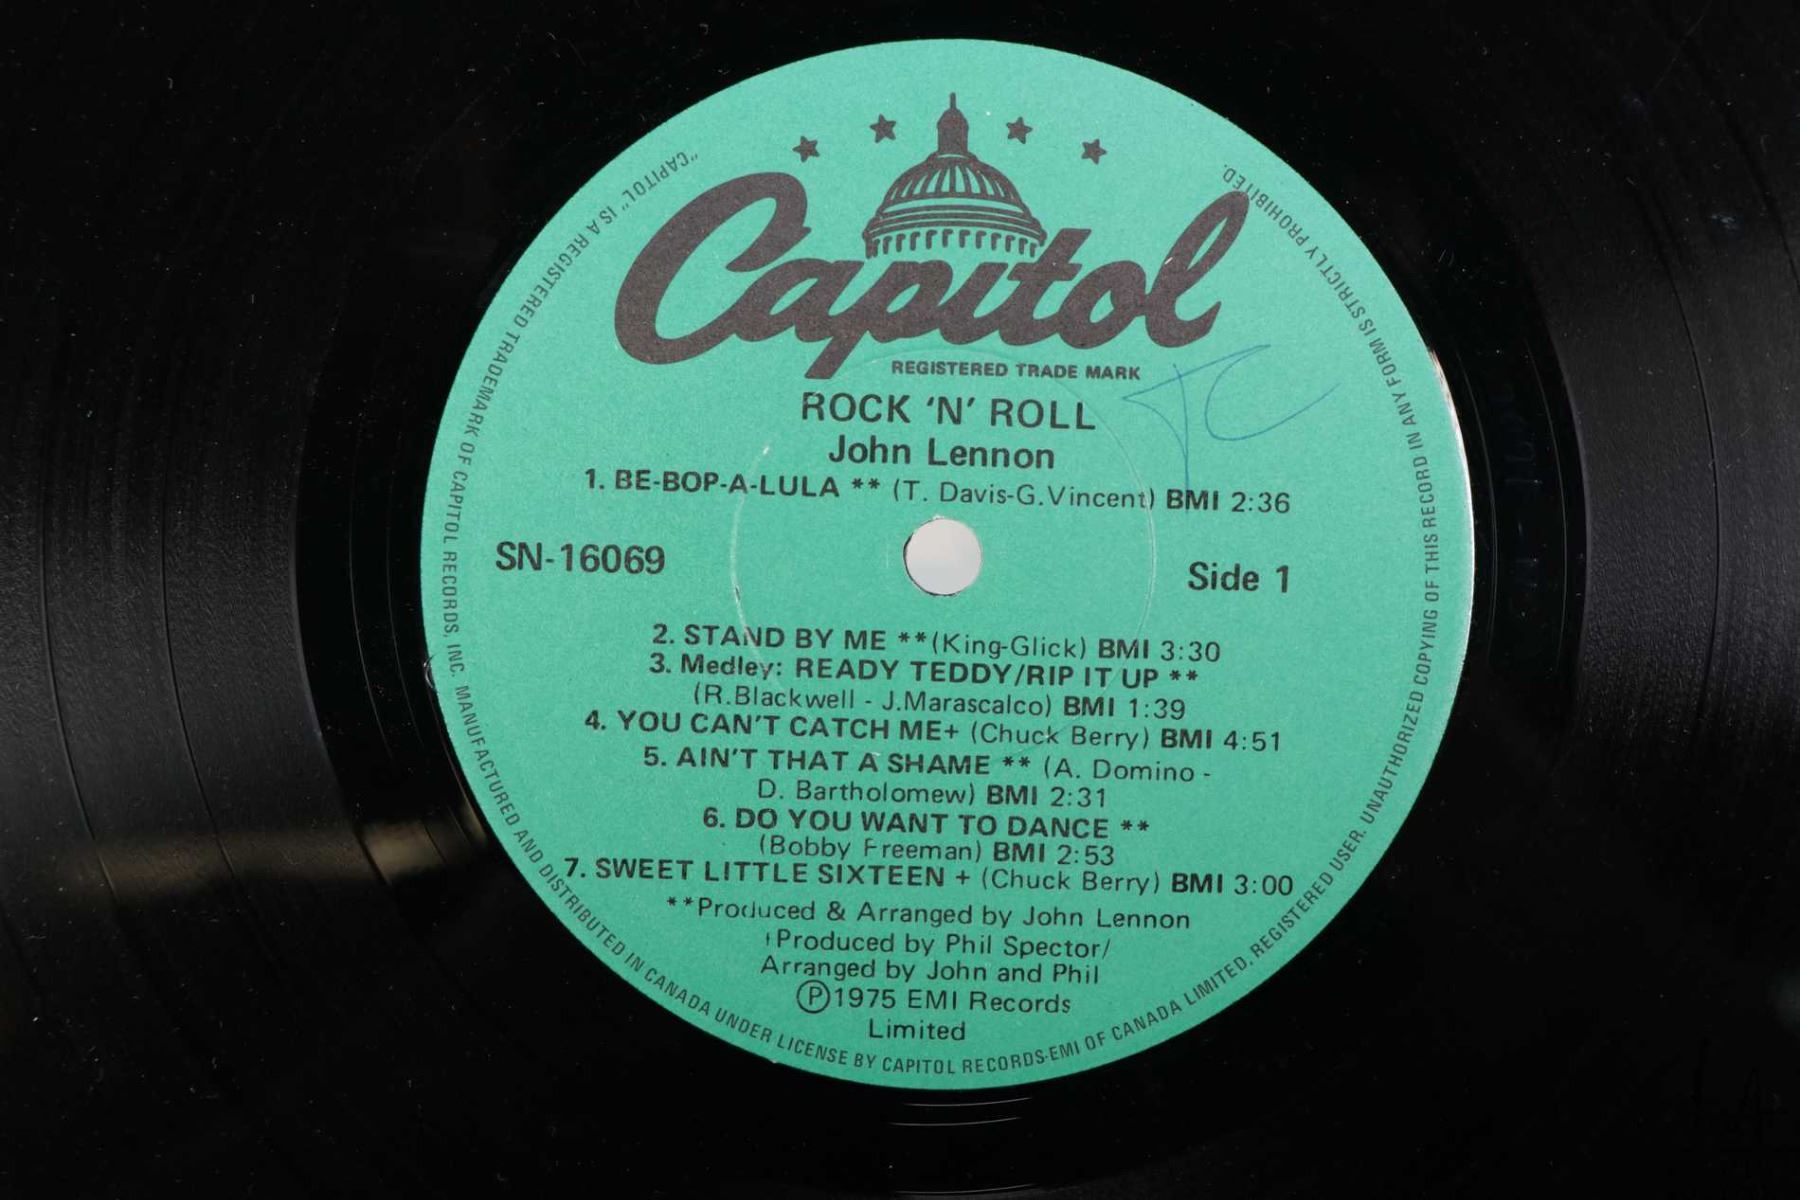 Capitol
REGISTERED TRADE MARK
ROCK 'N' ROLL
John Lennon
1. BE-BOP-A-LULA ** (T. Davis-G.Vincent) BMI 2:36
SN-16069
Side 1
2. STAND BY ME **(King-Glick) BMI 3:30
3. Medley: READY TEDDY/RIP IT UP **
(R.Blackwell - J.Marascalco) BMI 1:39
4. YOU CAN'T CATCH ME+ (Chuck Berry) BMI 4:51
5. AIN'T THAT A SHAME ** (A. Domino -
D. Bartholomew) BMI 2:31
6. DO YOU WANT TO DANCE **
(Bobby Freeman) BMI 2:53
7. SWEET LITTLE SIXTEEN + (Chuck Berry) BMI 3:00
**Produced & Arranged by John Lennon
+Produced by Phil Spector/
Arranged by John and Phil
Ⓟ1975 EMI Records
Limited
"CAPITOL" IS A REGISTERED TRADEMARK OF CAPITOL RECORDS, INC. MANUFACTURED AND DISTRIBUTED IN CANADA UNDER LICENSE BY CAPITOL RECORDS-EMI OF CANADA LIMITED, REGISTERED USER. UNAUTHORIZED COPYING OF THIS RECORD IN ANY FORM IS STRICTLY PROHIBITED.